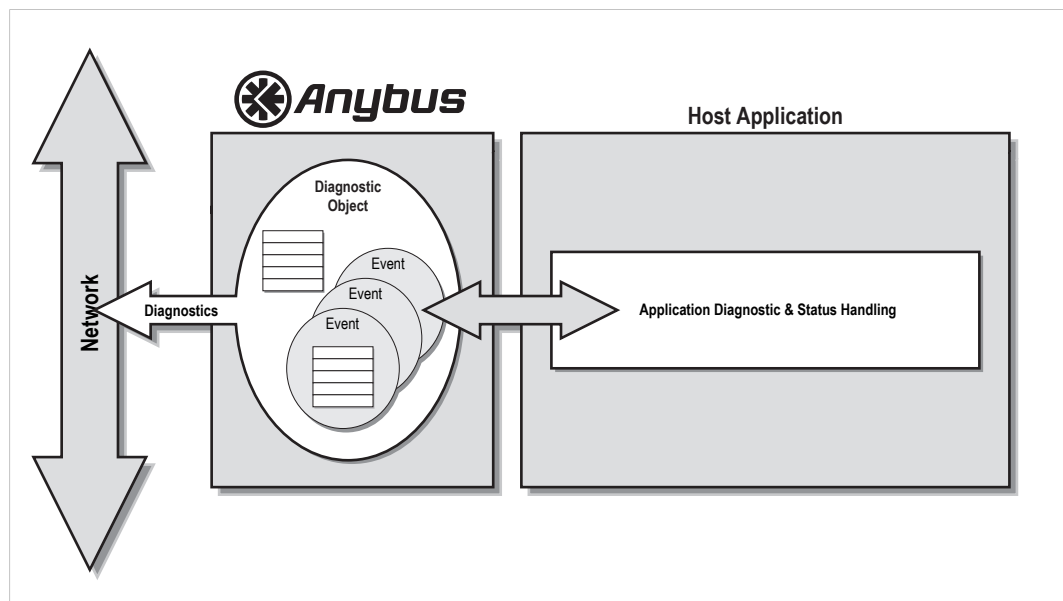 Anybus
Host Application
Diagnostic
Object
Event
Event
Event
Network
Diagnostics
Application Diagnostic & Status Handling